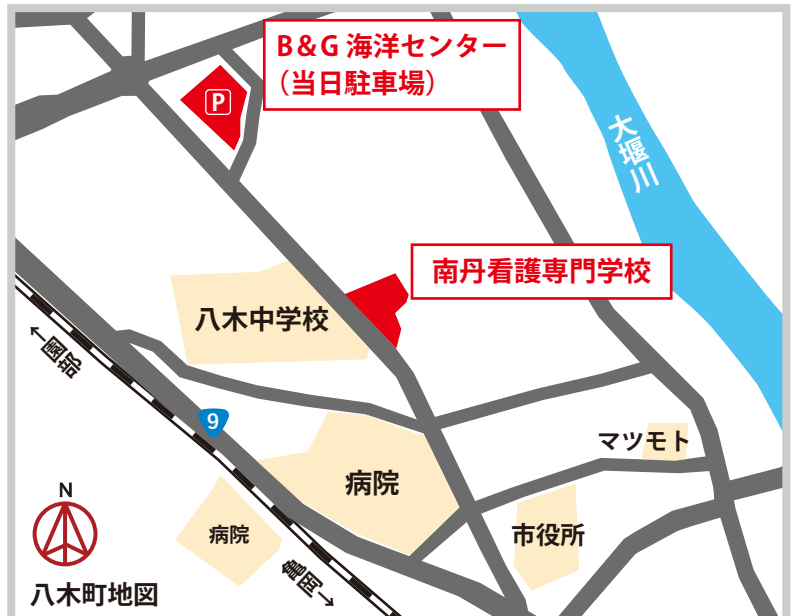 B&G 海洋センター
（当日駐車場）
P
大堰川
南丹看護専門学校
八木中学校
←園部
9
マツモト
病院
市役所
病院
亀岡→
N
八木町地図